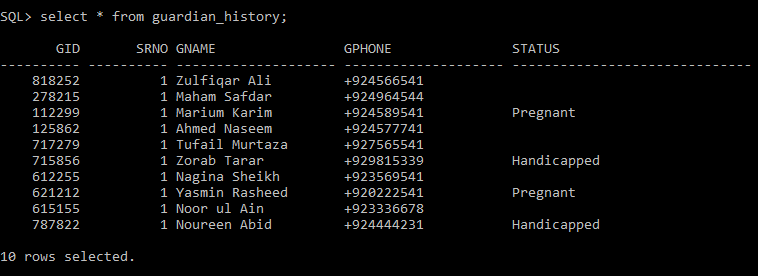 SQL> select * from guardian_history;
GID SRNO GNAME GPHONE STATUS
---------- ---------- -------------------- -------------------- ------------------------------
818252 1 Zulfiqar Ali +924566541
278215 1 Maham Safdar +924964544
112299 1 Marium Karim +924589541 Pregnant
125862 1 Ahmed Naseem +924577741
717279 1 Tufail Murtaza +927565541
715856 1 Zorab Tarar +929815339 Handicapped
612255 1 Nagina Sheikh +923569541
621212 1 Yasmin Rasheed +920222541 Pregnant
615155 1 Noor ul Ain +923336678
787822 1 Noureen Abid +924444231 Handicapped
10 rows selected.